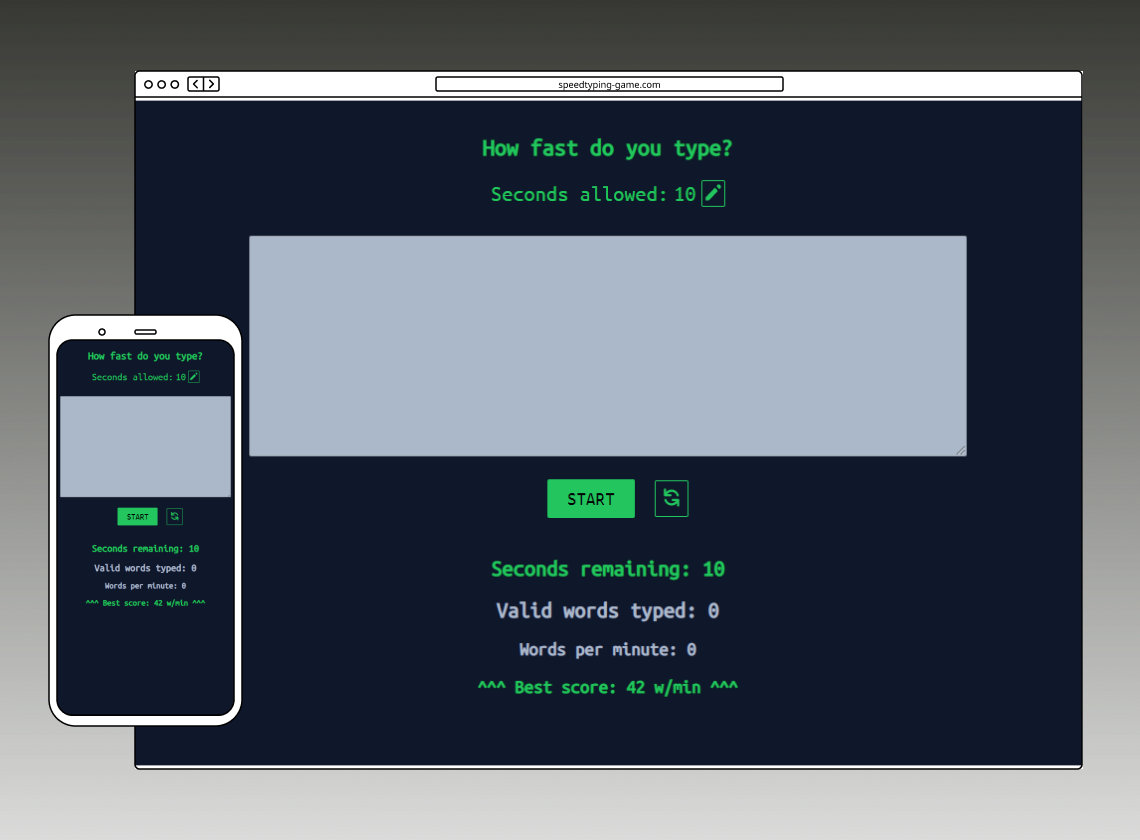 speedtyping-game.com
How fast do you type?
Seconds allowed: 10
START
Seconds remaining: 10
Valid words typed: 0
Words per minute: 0
^^^ Best score: 42 w/min ^^^
How fast do you type?
Seconds allowed: 10
START
Seconds remaining: 10
Valid words typed: 0
Words per minute: 0
^^^ Best score: 42 w/min ^^^